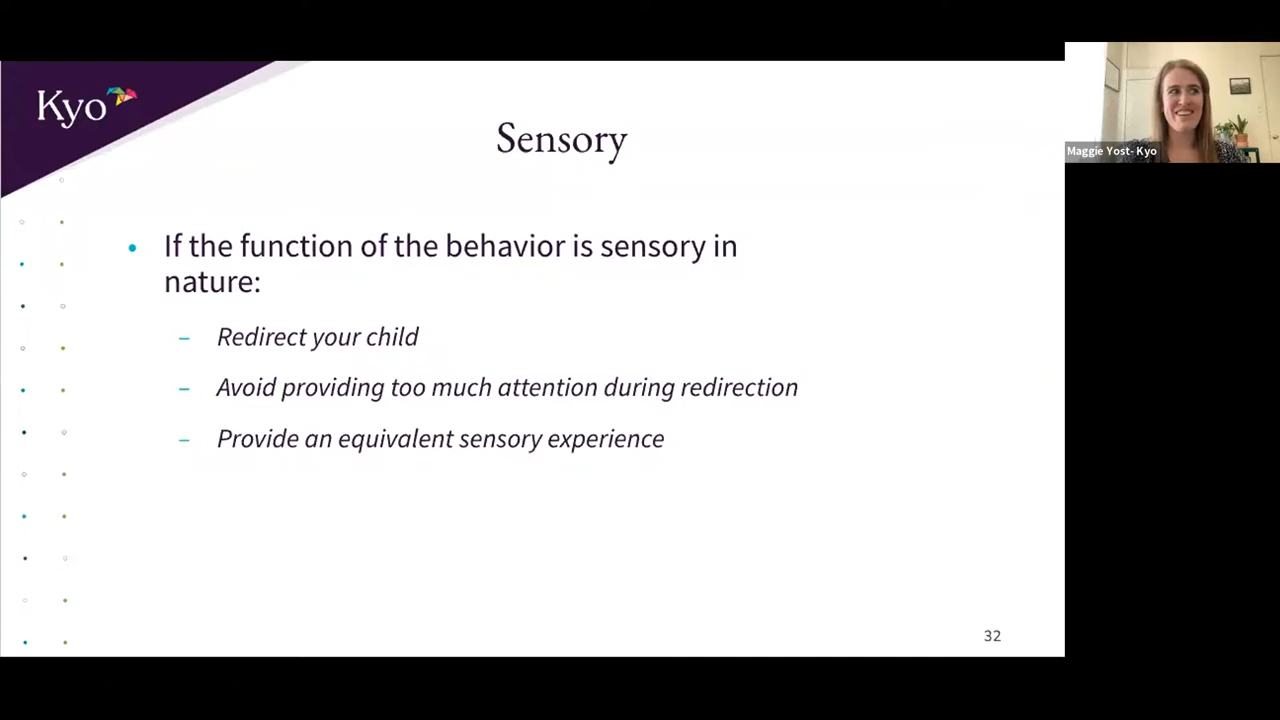 Kyo
Sensory
Maggie Yost- Kyo
• If the function of the behavior is sensory in
nature:
– Redirect your child
– Avoid providing too much attention during redirection
– Provide an equivalent sensory experience
32